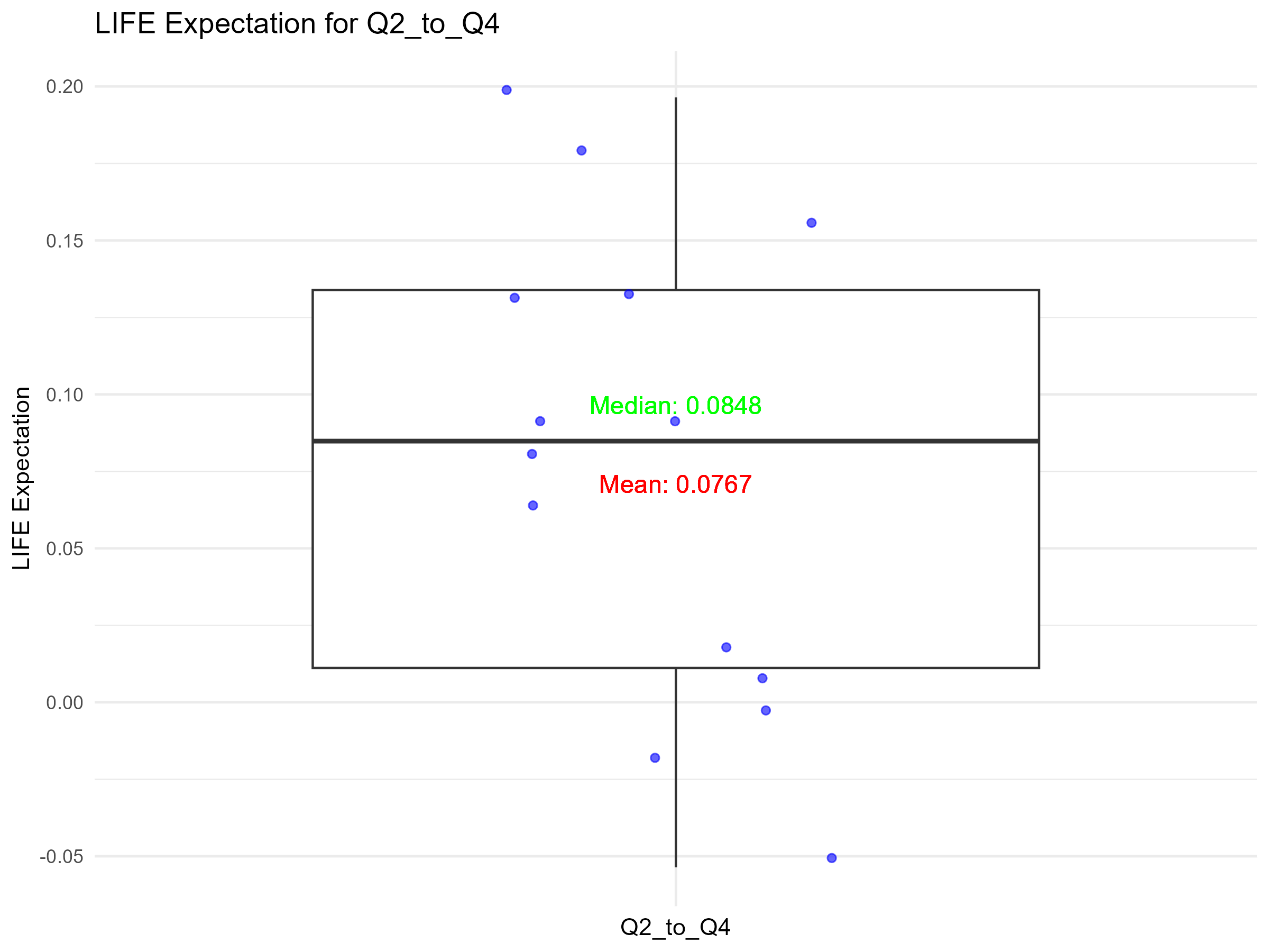 LIFE Expectation for Q2_to_Q4
LIFE Expectation
0.20
0.15
0.10
0.05
0.00
-0.05
Median: 0.0848
Mean: 0.0767
Q2_to_Q4